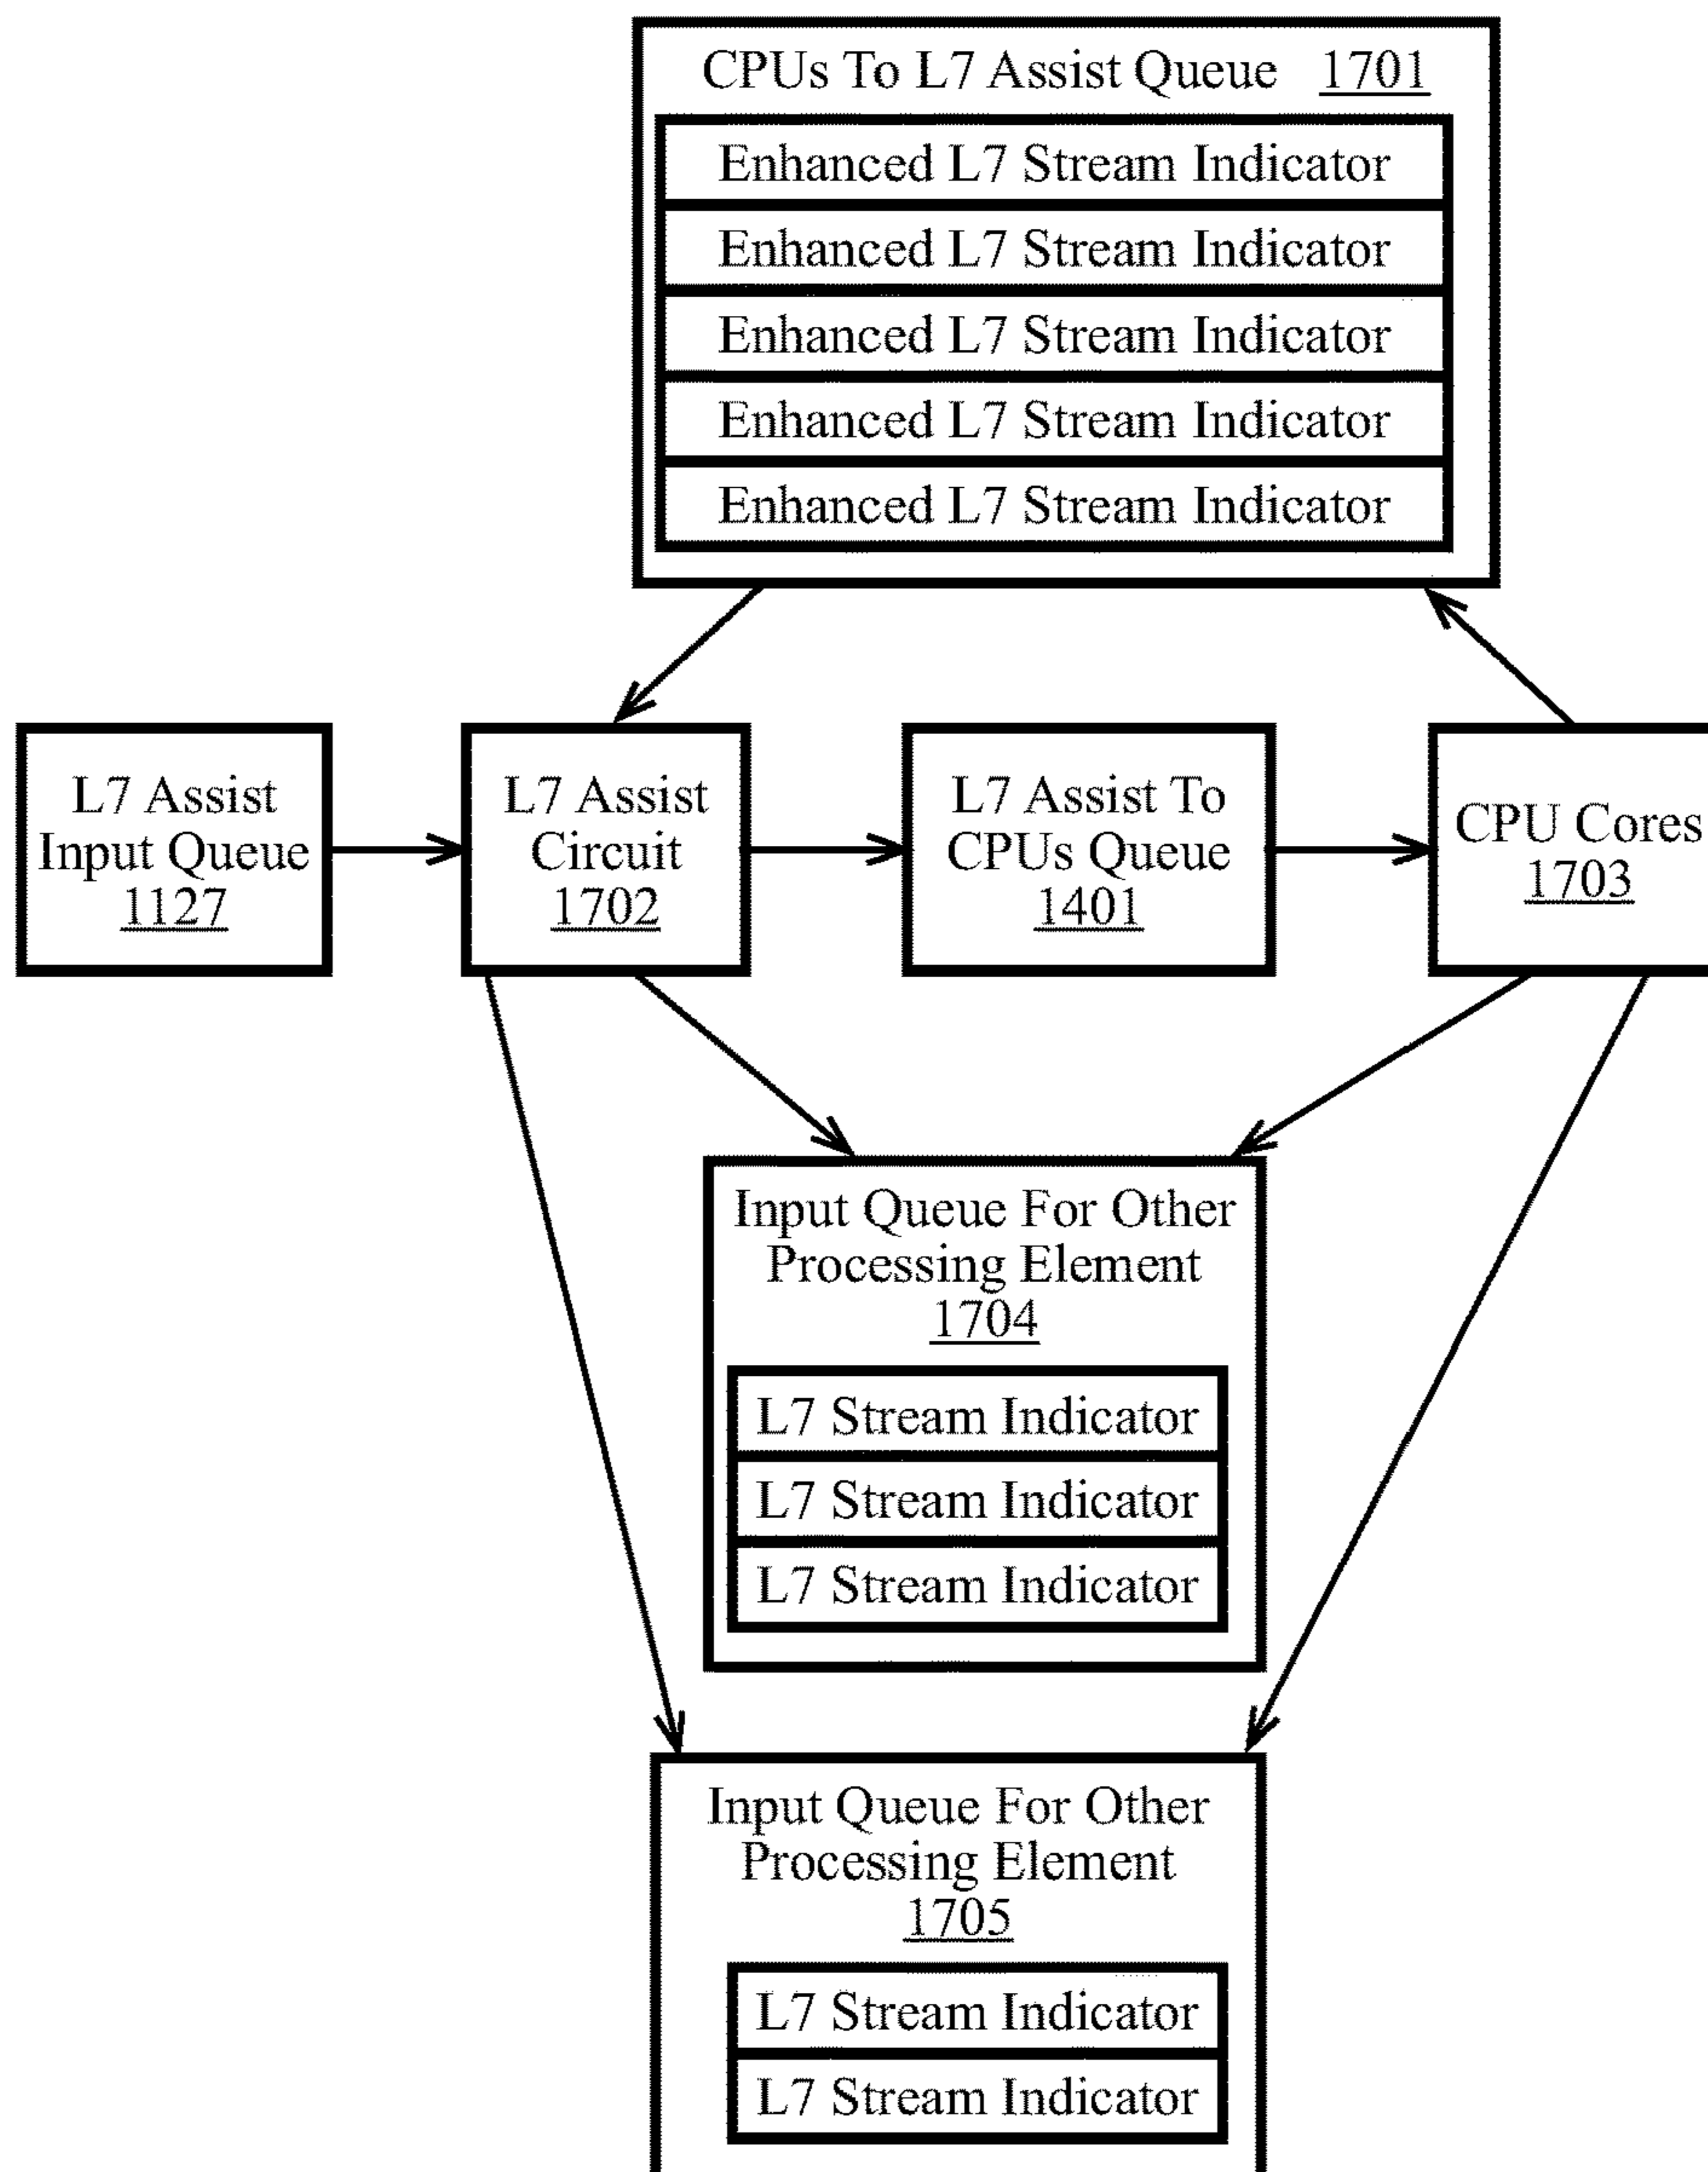 CPUs To L7 Assist Queue 1701
Enhanced L7 Stream Indicator
Enhanced L7 Stream Indicator
Enhanced L7 Stream Indicator
Enhanced L7 Stream Indicator
Enhanced L7 Stream Indicator
L7 Assist
Input Queue
1127
L7 Assist
Circuit
1702
L7 Assist To
CPUs Queue
1401
CPU Cores
1703
Input Queue For Other
Processing Element
1704
L7 Stream Indicator
L7 Stream Indicator
L7 Stream Indicator
Input Queue For Other
Processing Element
1705
L7 Stream Indicator
L7 Stream Indicator